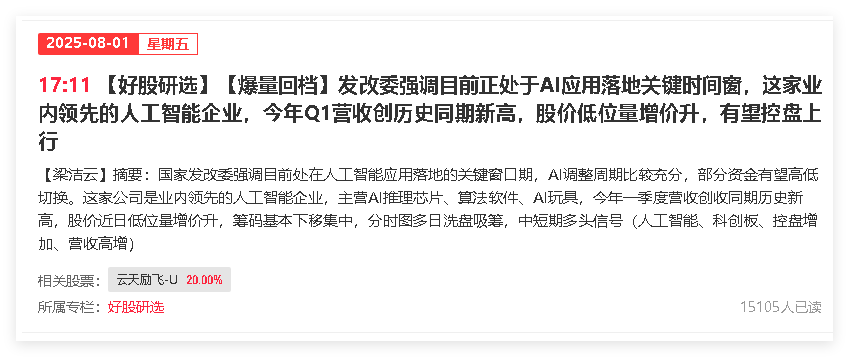 2025-08-01 星期五
17:11 【好股研选】【爆量回档】发改委强调目前正处于AI应用落地关键时间窗，这家业
内领先的人工智能企业，今年Q1营收创历史同期新高，股价低位量增价升，有望控盘上
行
【梁洁云】摘要：国家发改委强调目前处在人工智能应用落地的关键窗口期，AI调整周期比较充分，部分资金有望高低
切换。这家公司是业内领先的人工智能企业，主营AI推理芯片、算法软件、AI玩具，今年一季度营收创收同期历史新
高，股价近日低位量增价升，筹码基本下移集中，分时图多日洗盘吸筹，中短期多头信号（人工智能、科创板、控盘增
加、营收高增）
相关股票： 云天励飞-U 20.00%
所属专栏：好股研选 15105人已读